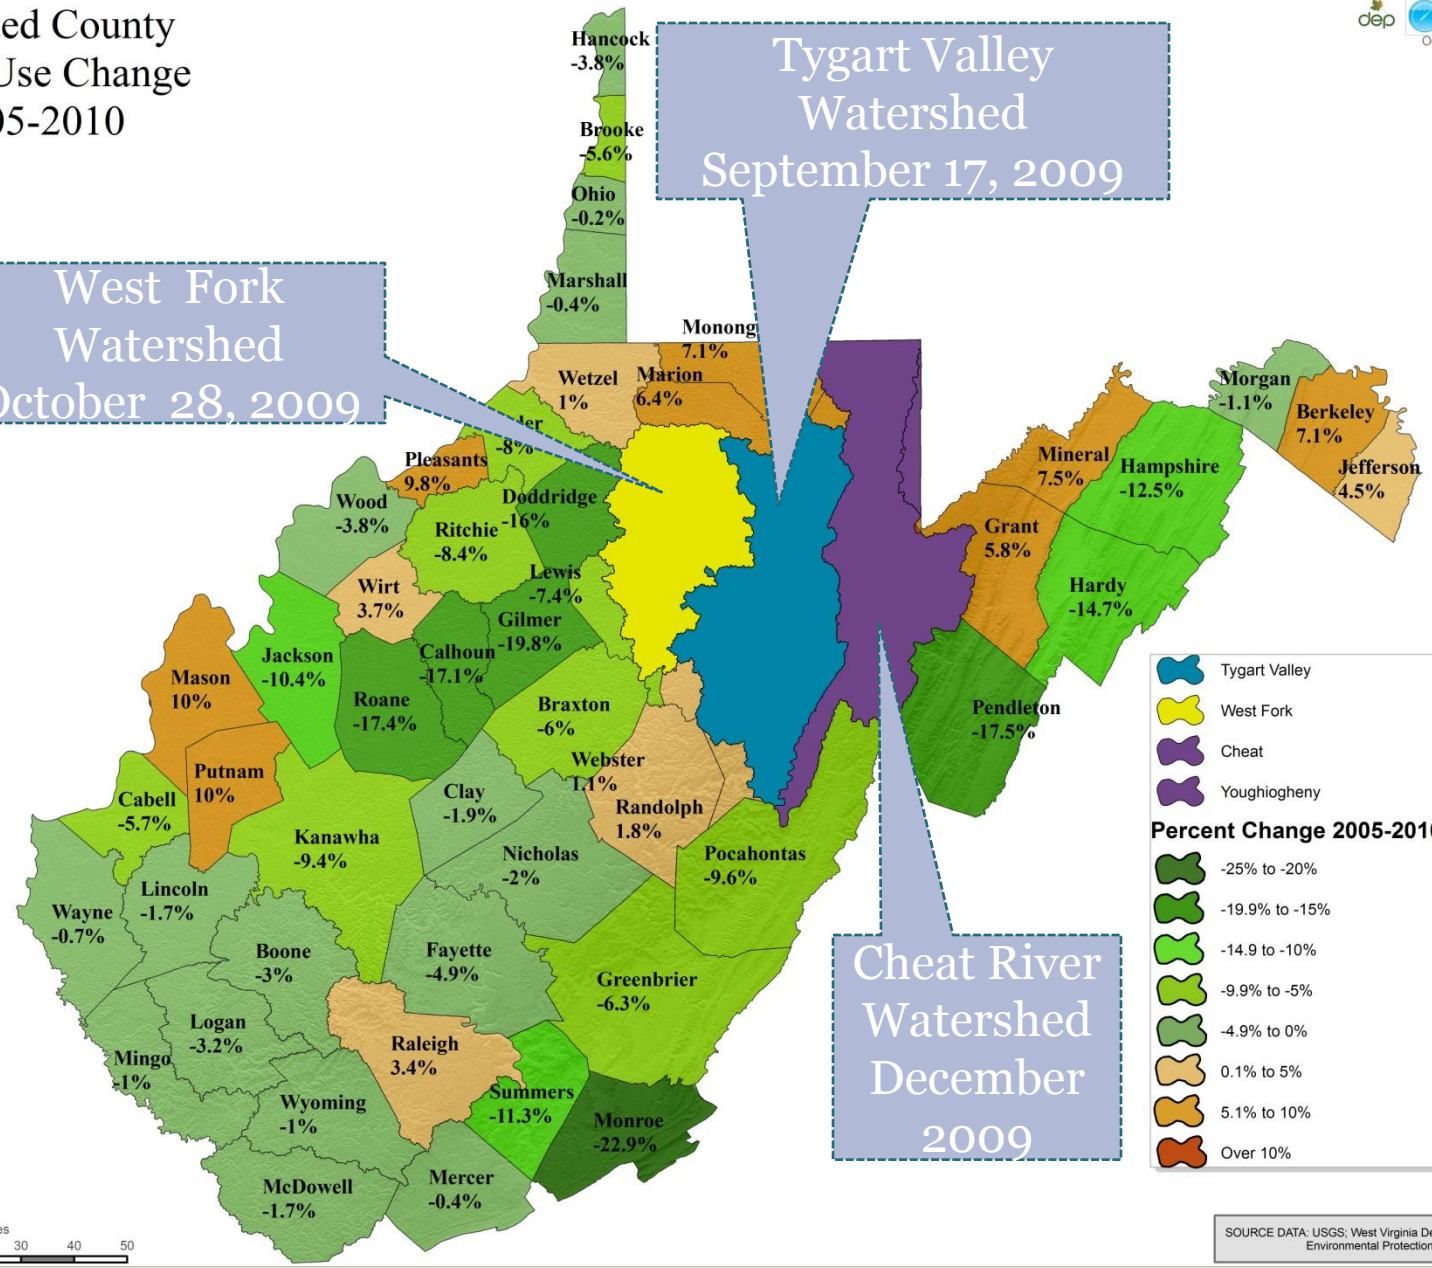 ted County
Use Change
05-2010
dep
Tygart Valley
Watershed
September 17, 2009
West Fork
Watershed
October 28, 2009
Hancock
-3.8%
Brooke
-5.6%
Ohio
-0.2%
Marshall
-0.4%
Monong
7.1%
Marion
6.4%
Wetzel
1%
ler
-8%
Pleasants
9.8%
Doddridge
-16%
Wood
-3.8%
Ritchie
-8.4%
Lewis
-7.4%
Wirt
3.7%
Gilmer
-19.8%
Calhoun
-17.1%
Jackson
-10.4%
Mason
10%
Roane
-17.4%
Braxton
-6%
Webster
1.1%
Randolph
1.8%
Putnam
10%
Cabell
-5.7%
Clay
-1.9%
Kanawha
-9.4%
Nicholas
-2%
Pocahontas
-9.6%
Lincoln
-1.7%
Wayne
-0.7%
Boone
-3%
Fayette
-4.9%
Greenbrier
-6.3%
Logan
-3.2%
Mingo
-1%
Raleigh
3.4%
Wyoming
-1%
Summers
-11.3%
Monroe
-22.9%
McDowell
-1.7%
Mercer
-0.4%
Morgan
-1.1%
Berkeley
7.1%
Jefferson
4.5%
Mineral
7.5%
Hampshire
-12.5%
Grant
5.8%
Hardy
-14.7%
Pendleton
-17.5%
Cheat River
Watershed
December
2009
Tygart Valley
West Fork
Cheat
Youghiogheny
Percent Change 2005-2010
-25% to -20%
-19.9% to -15%
-14.9 to -10%
-9.9% to -5%
-4.9% to 0%
0.1% to 5%
5.1% to 10%
Over 10%
es
30 40 50
SOURCE DATA: USGS; West Virginia De
Environmental Protection